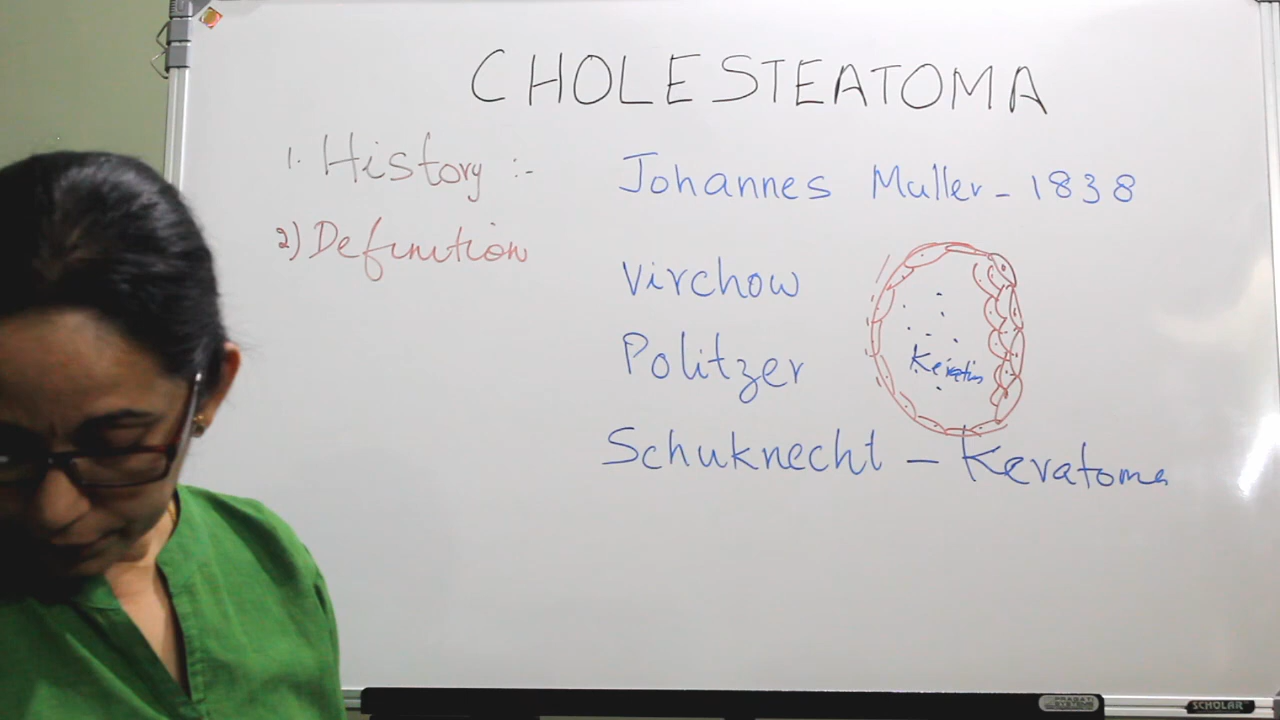 CHOLESTEATOMA
1. History :-
Johannes Muller - 1838
2) Definition
Virchow
Politzer
Keratin
Schuknecht - Keratoma
SCHOLAR